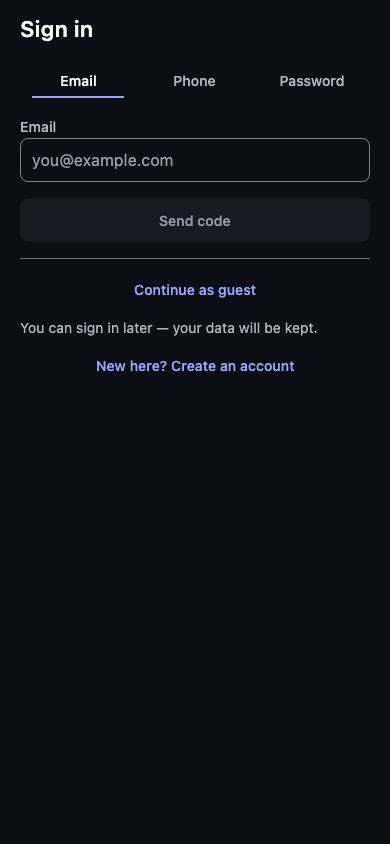 Sign in
Email Phone Password
Email
you@example.com
Send code
Continue as guest
You can sign in later — your data will be kept.
New here? Create an account